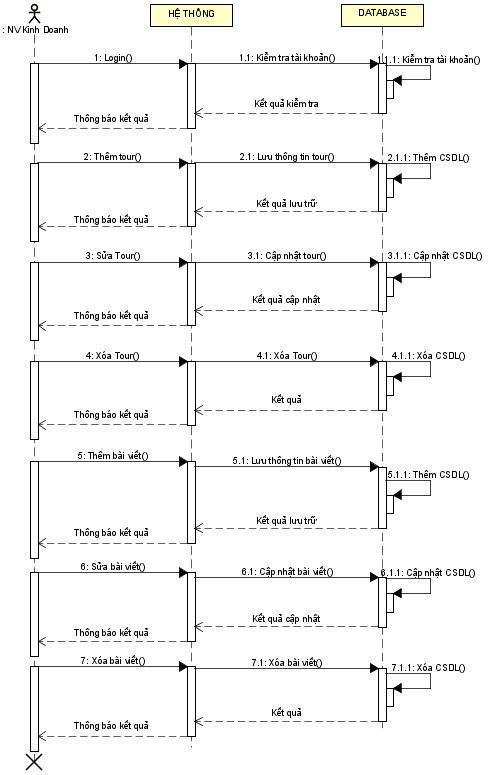 : NVKinh Doanh
HỆ THỐNG
DATABASE
1: Login()
1.1: Kiểm tra tài khoản()
1.1.1: Kiểm tra tài khoản()
Kết quả kiểm tra
Thông báo kết quả
2: Thêm tour()
2.1: Lưu thông tin tour()
2.1.1: Thêm CSDL()
Kết quả lưu trữ
Thông báo kết quả
3: Sửa Tour()
3.1: Cập nhật tour()
3.1.1: Cập nhật CSDL()
Kết quả cập nhật
Thông báo kết quả
4: Xóa Tour()
4.1: Xóa Tour()
4.1.1: Xóa CSDL()
Kết quả
Thông báo kết quả
5: Thêm bài viết()
5.1: Lưu thông tin bài viết()
5.1.1: Thêm CSDL()
Kết quả lưu trữ
Thông báo kết quả
6: Sửa bài viết()
6.1: Cập nhật bài viết()
6.1.1: Cập nhật CSDL()
Kết quả cập nhật
Thông báo kết quả
7: Xóa bài viết()
7.1: Xóa bài viết()
7.1.1: Xóa CSDL()
Kết quả
Thông báo kết quả